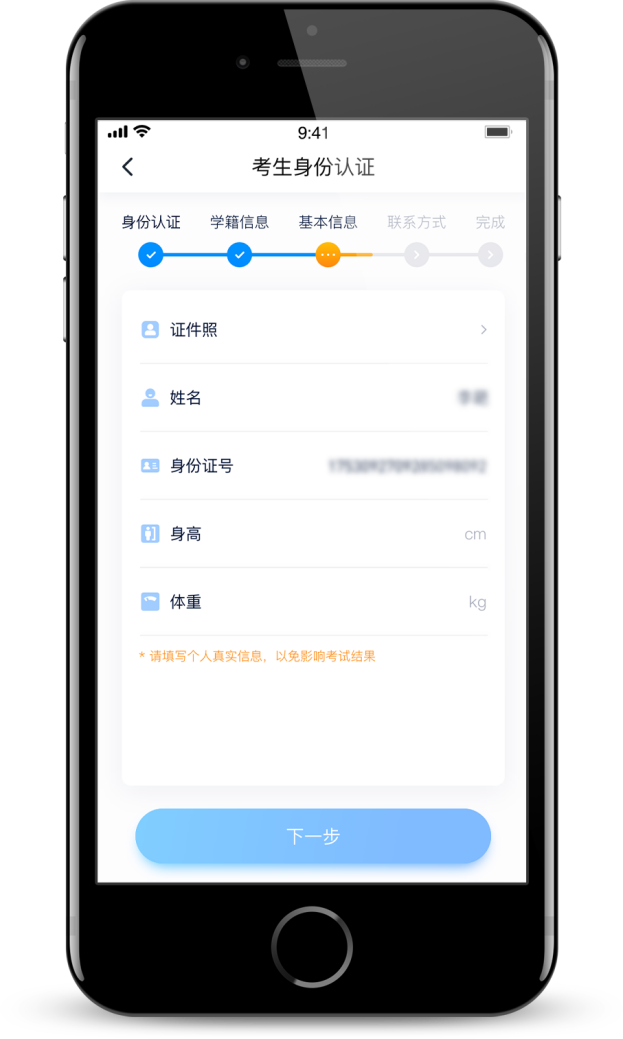 9:41
考生身份认证
身份认证 学籍信息 基本信息 联系方式 完成
证件照
姓名
身份证号
身高 cm
体重 kg
* 请填写个人真实信息，以免影响考试结果
下一步